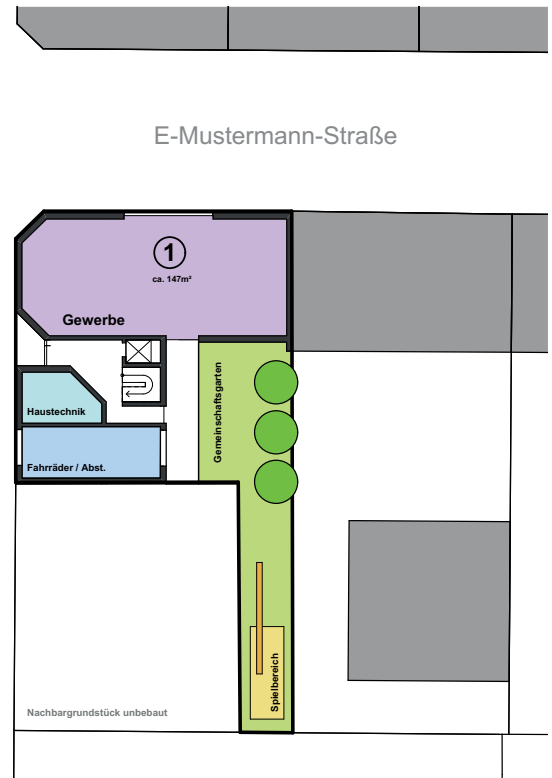 E-Mustermann-Straße
1
ca. 147m²
Gewerbe
Gemeinschaftsgarten
Haustechnik
Fahrräder / Abst.
Spielbereich
Nachbargrundstück unbebaut